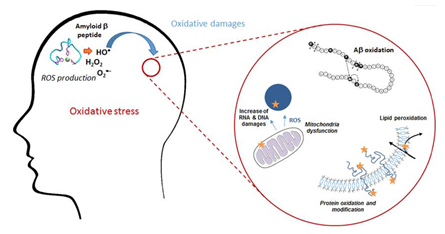 Oxidative damages
Amyloid β
peptide
HO•
H₂O₂
O₂•-
ROS production
Oxidative stress
Aβ oxidation
Increase of
RNA & DNA
damages
ROS
Mitochondria
dysfunction
Lipid peroxidation
Protein oxidation and
modification